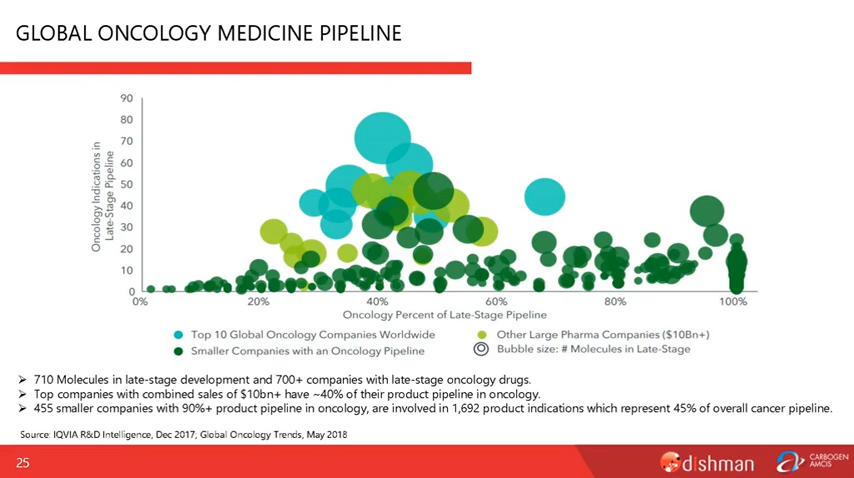 GLOBAL ONCOLOGY MEDICINE PIPELINE
90
80
70
60
50
40
30
20
10
0
Oncology Indications in
Late-Stage Pipeline
0%
20%
40%
60%
80%
100%
Oncology Percent of Late-Stage Pipeline
Top 10 Global Oncology Companies Worldwide
Other Large Pharma Companies ($10Bn+)
Smaller Companies with an Oncology Pipeline
Bubble size: # Molecules in Late-Stage
➢ 710 Molecules in late-stage development and 700+ companies with late-stage oncology drugs.
➢ Top companies with combined sales of $10bn+ have ~40% of their product pipeline in oncology.
➢ 455 smaller companies with 90%+ product pipeline in oncology, are involved in 1,692 product indications which represent 45% of overall cancer pipeline.
Source: IQVIA R&D Intelligence, Dec 2017; Global Oncology Trends, May 2018
25
dishman
CARBOGEN
AMCIS